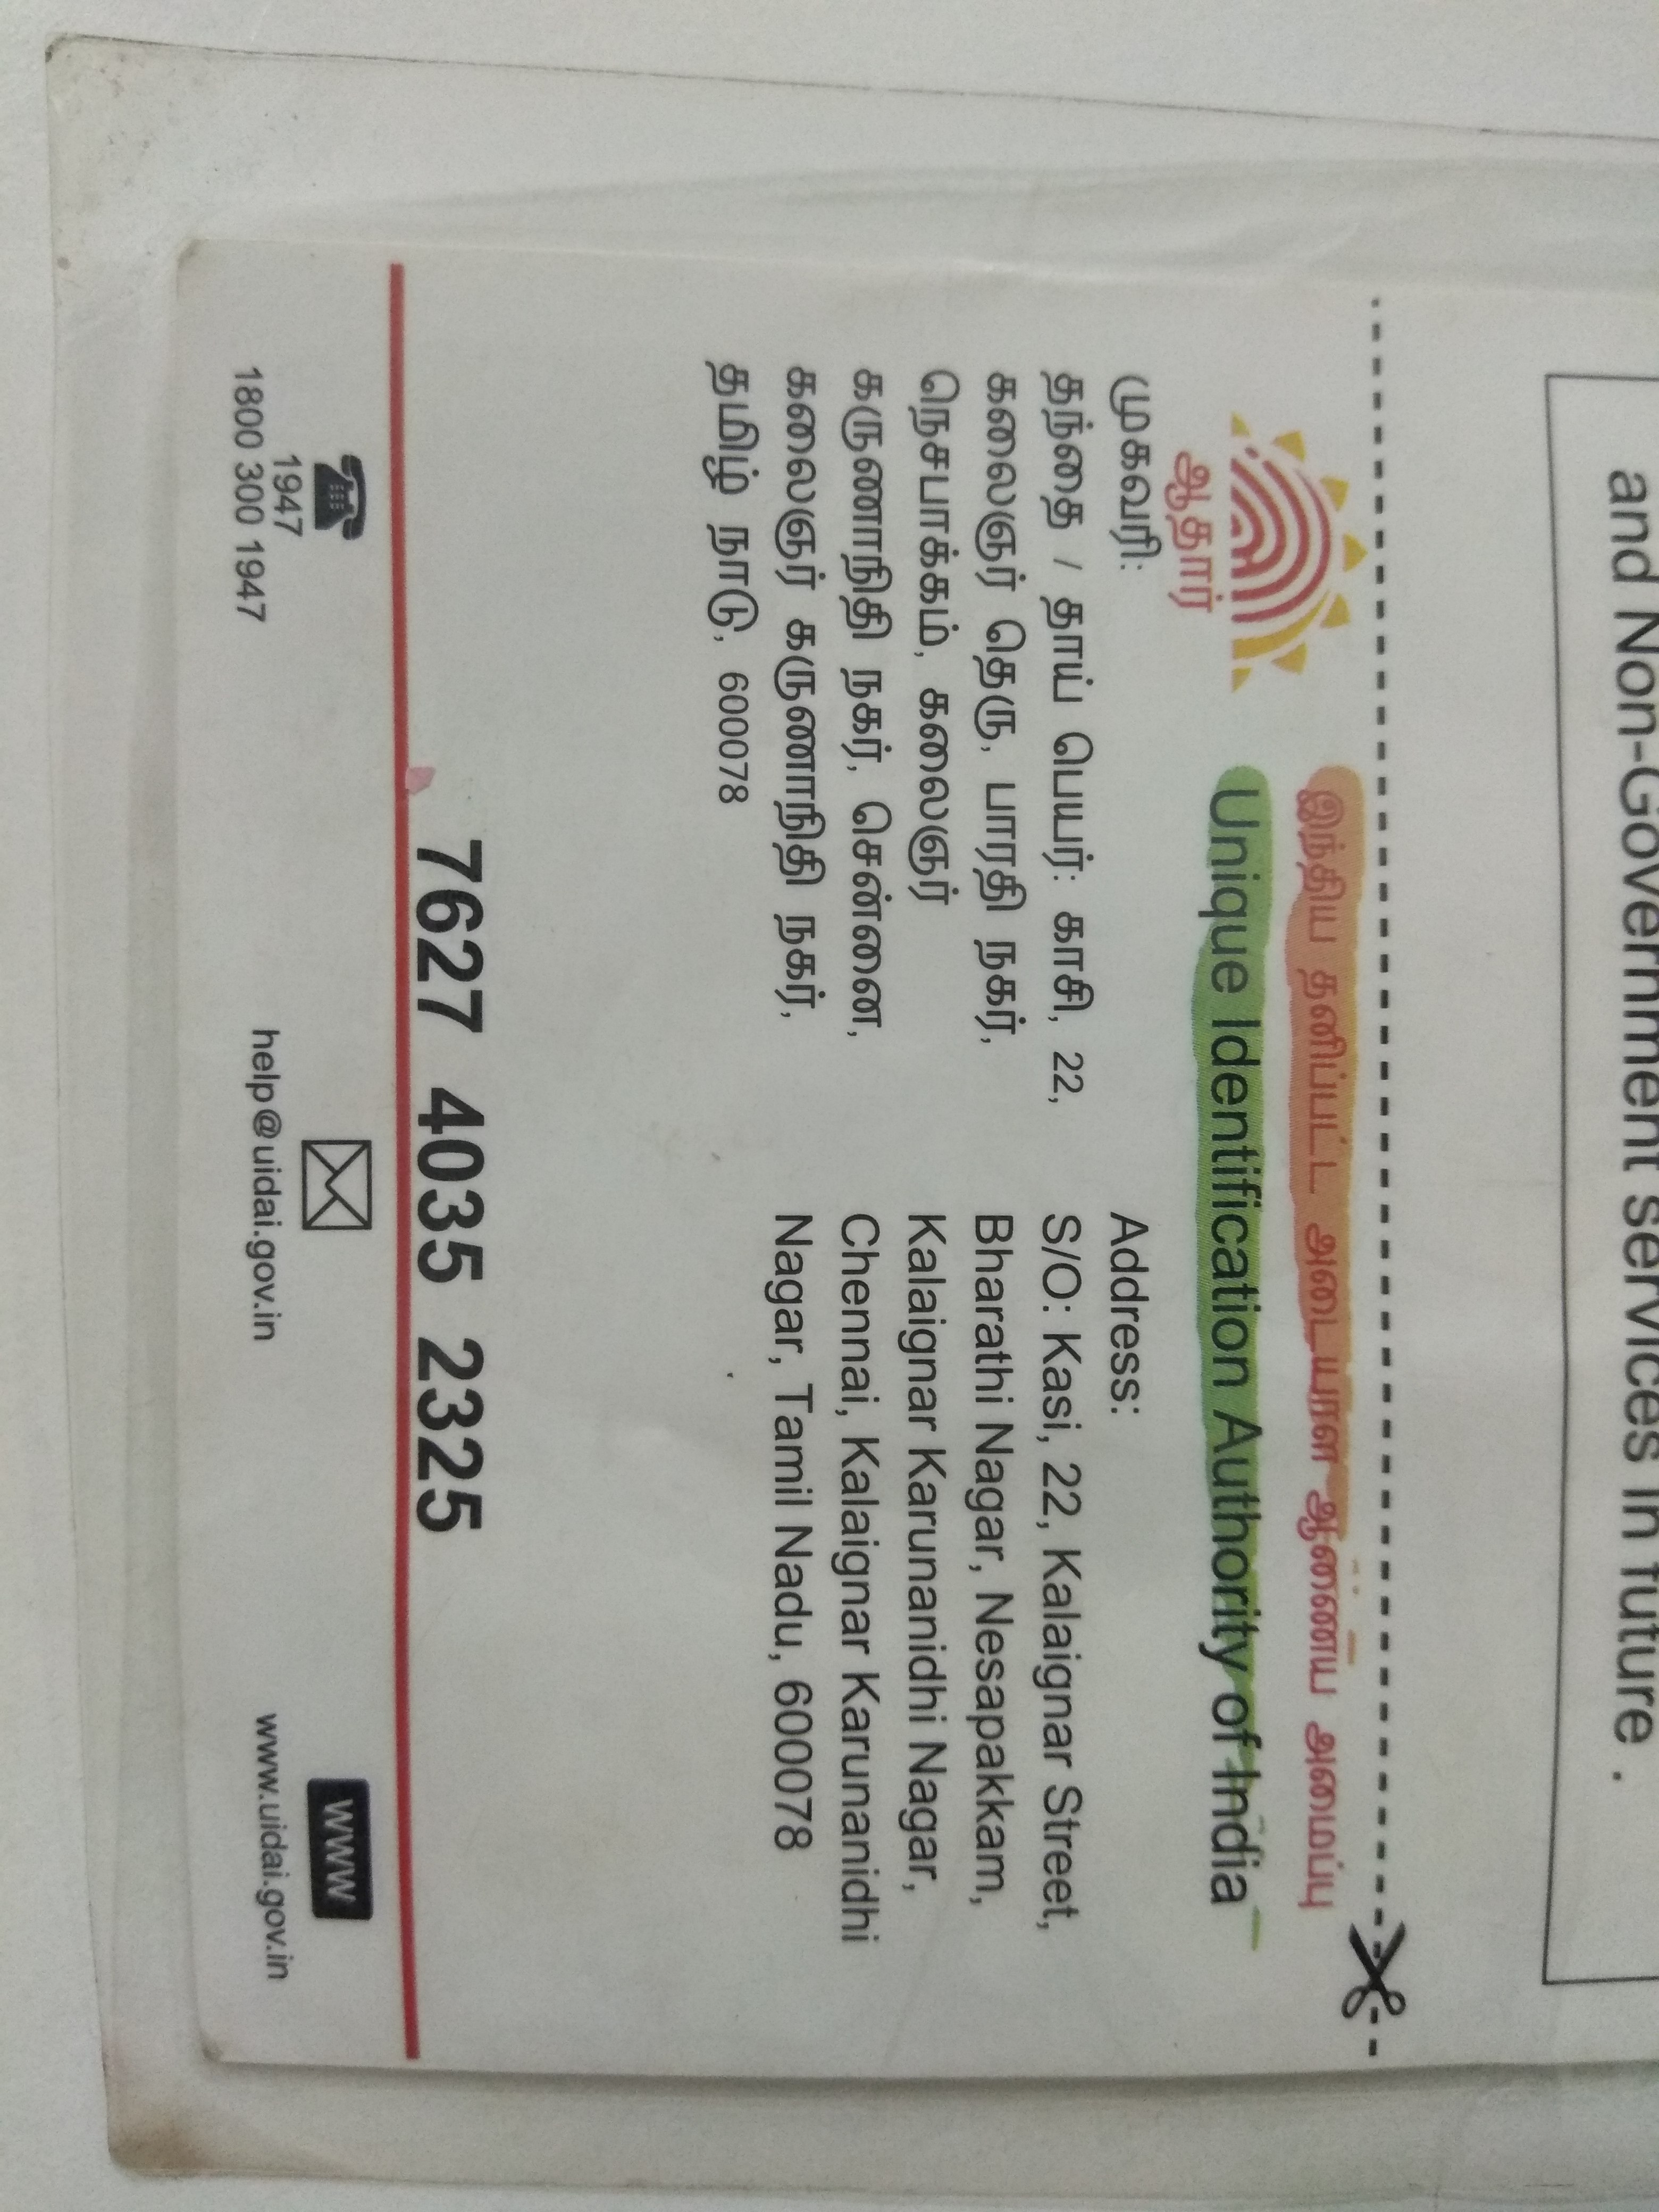 and Non-Government services in future .
இந்திய தனிப்பட்ட அடையாள ஆணைய அமைப்பு
Unique Identification Authority of India
ஆதார்
முகவரி:
தந்தை / தாய் பெயர்: காசி, 22,
கலைஞர் தெரு, பாரதி நகர்,
நெசபாக்கம், கலைஞர்
கருணாநிதி நகர், சென்னை,
கலைஞர் கருணாநிதி நகர்,
தமிழ் நாடு, 600078
Address:
S/O: Kasi, 22, Kalaignar Street,
Bharathi Nagar, Nesapakkam,
Kalaignar Karunanidhi Nagar,
Chennai, Kalaignar Karunanidhi
Nagar, Tamil Nadu, 600078
7627 4035 2325
1947
1800 300 1947
help@uidai.gov.in
www
www.uidai.gov.in